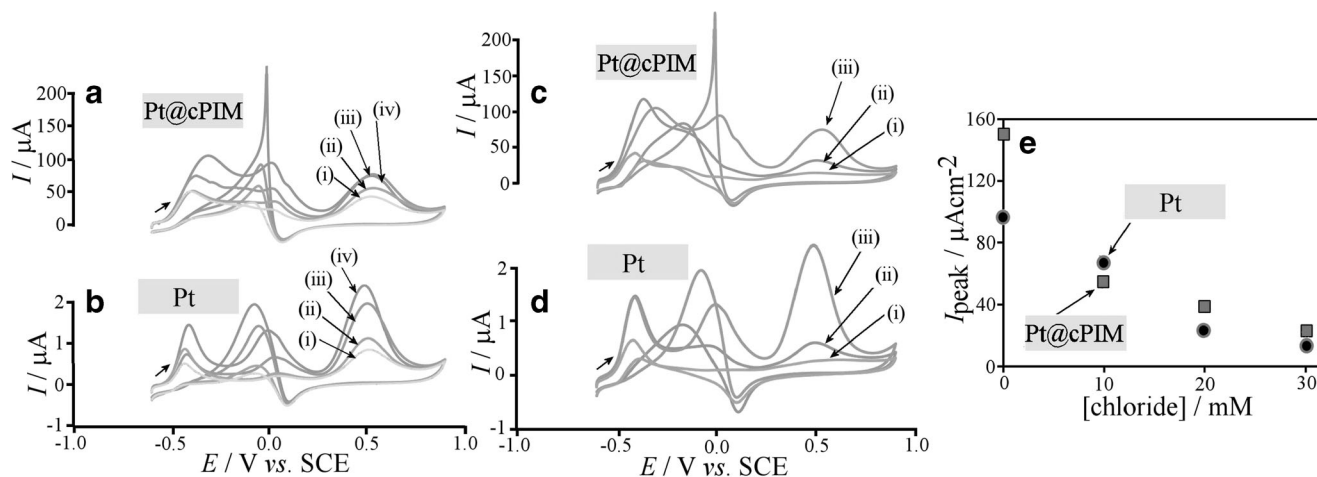 a
Pt@cPIM
I / μA
200
150
100
50
0
(i)
(ii)
(iii)
(iv)
b
Pt
I / μA
2
1
0
-1
(i)
(ii)
(iii)
(iv)
-1.0
-0.5
0.0
0.5
1.0
E / V vs. SCE
c
Pt@cPIM
I / μA
200
150
100
50
0
(iii)
(ii)
(i)
d
Pt
I / μA
2
1
0
-1
(iii)
(ii)
(i)
-1.0
-0.5
0.0
0.5
1.0
E / V vs. SCE
e
Ipeak / μAcm-2
160
120
80
40
0
Pt
Pt@cPIM
0
10
20
30
[chloride] / mM